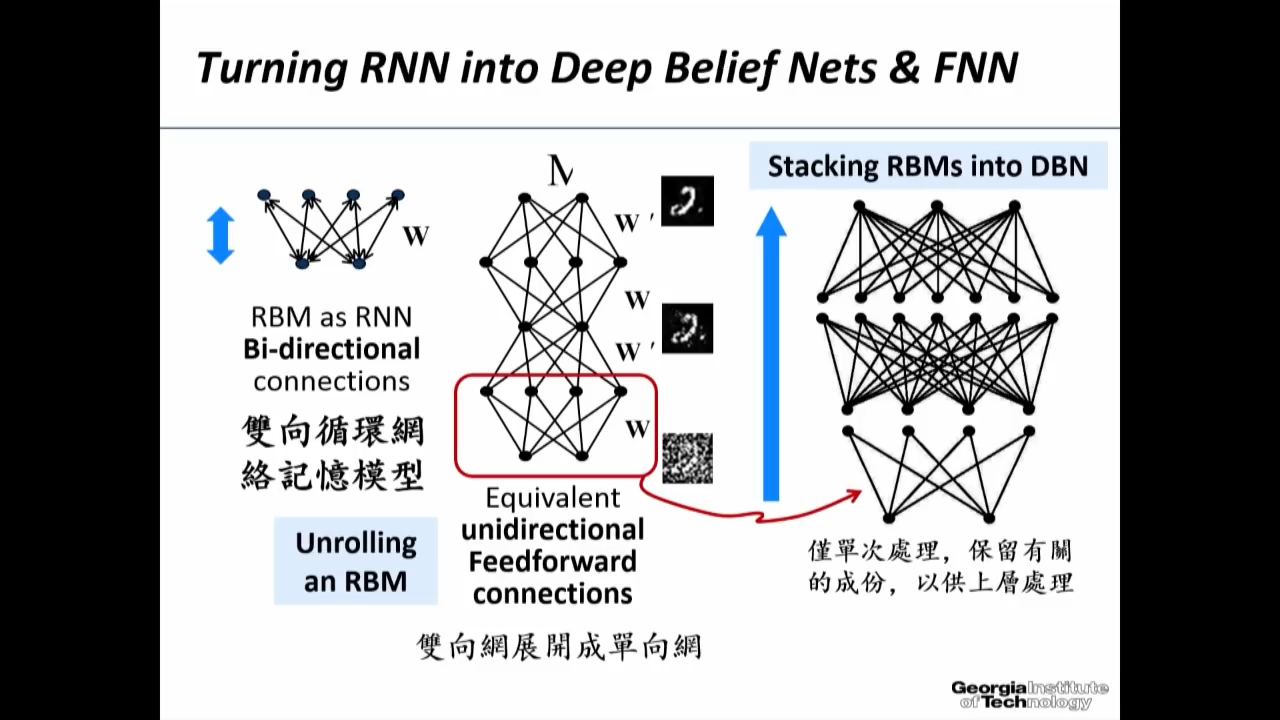 Turning RNN into Deep Belief Nets & FNN
Stacking RBMs into DBN
M
W
W ′
W
W ′
W
RBM as RNN
Bi-directional
connections
雙向循環網
絡記憶模型
Unrolling
an RBM
Equivalent
unidirectional
Feedforward
connections
雙向網展開成單向網
僅單次處理，保留有關
的成份，以供上層處理
Georgia Institute
of Technology